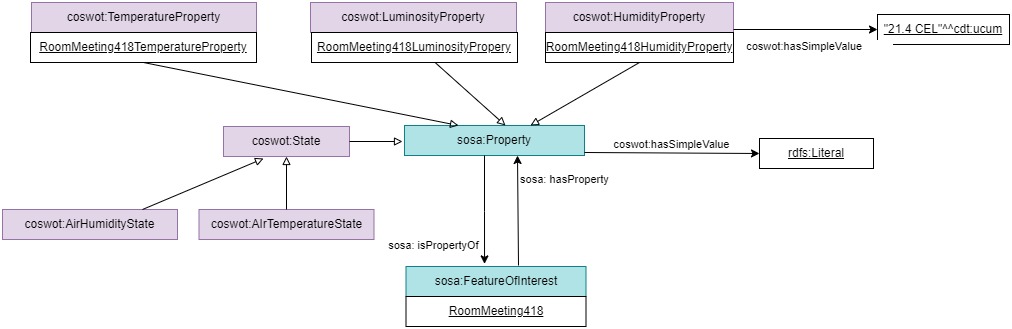 coswot:TemperatureProperty
RoomMeeting418TemperatureProperty
coswot:LuminosityProperty
RoomMeeting418LuminosityPropery
coswot:HumidityProperty
RoomMeeting418HumidityProperty
coswot:hasSimpleValue
"21.4 CEL"^^cdt:ucum
coswot:State
sosa:Property
coswot:hasSimpleValue
rdfs:Literal
sosa: hasProperty
coswot:AirHumidityState
coswot:AIrTemperatureState
sosa: isPropertyOf
sosa:FeatureOfInterest
RoomMeeting418